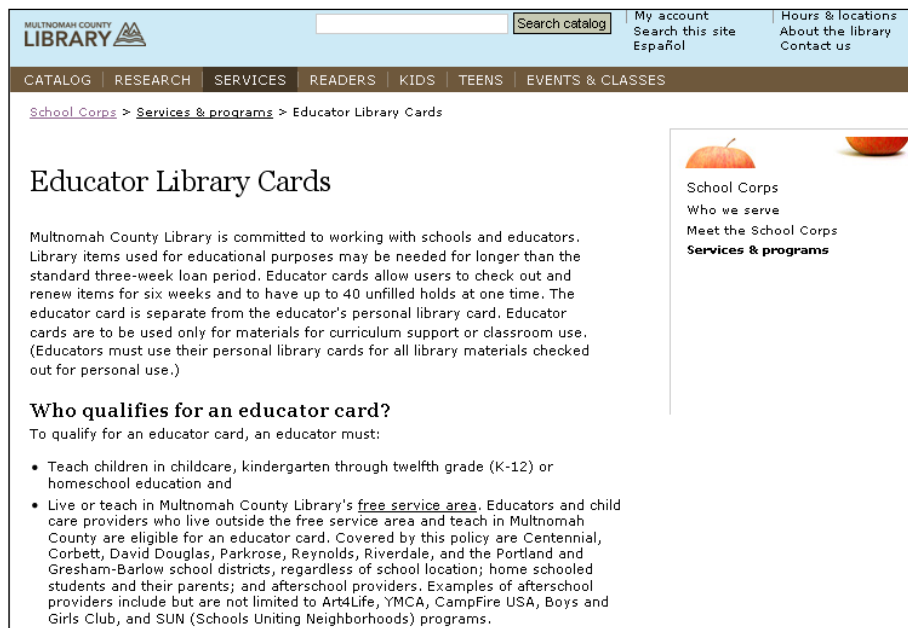 MULTNOMAH COUNTY
LIBRARY
Search catalog
My account
Search this site
Español
Hours & locations
About the library
Contact us
CATALOG | RESEARCH | SERVICES | READERS | KIDS | TEENS | EVENTS & CLASSES
School Corps > Services & programs > Educator Library Cards
Educator Library Cards
Multnomah County Library is committed to working with schools and educators.
Library items used for educational purposes may be needed for longer than the
standard three-week loan period. Educator cards allow users to check out and
renew items for six weeks and to have up to 40 unfilled holds at one time. The
educator card is separate from the educator's personal library card. Educator
cards are to be used only for materials for curriculum support or classroom use.
(Educators must use their personal library cards for all library materials checked
out for personal use.)
Who qualifies for an educator card?
To qualify for an educator card, an educator must:
• Teach children in childcare, kindergarten through twelfth grade (K-12) or
homeschool education and
• Live or teach in Multnomah County Library's free service area. Educators and child
care providers who live outside the free service area and teach in Multnomah
County are eligible for an educator card. Covered by this policy are Centennial,
Corbett, David Douglas, Parkrose, Reynolds, Riverdale, and the Portland and
Gresham-Barlow school districts, regardless of school location; home schooled
students and their parents; and afterschool providers. Examples of afterschool
providers include but are not limited to Art4Life, YMCA, CampFire USA, Boys and
Girls Club, and SUN (Schools Uniting Neighborhoods) programs.
School Corps
Who we serve
Meet the School Corps
Services & programs